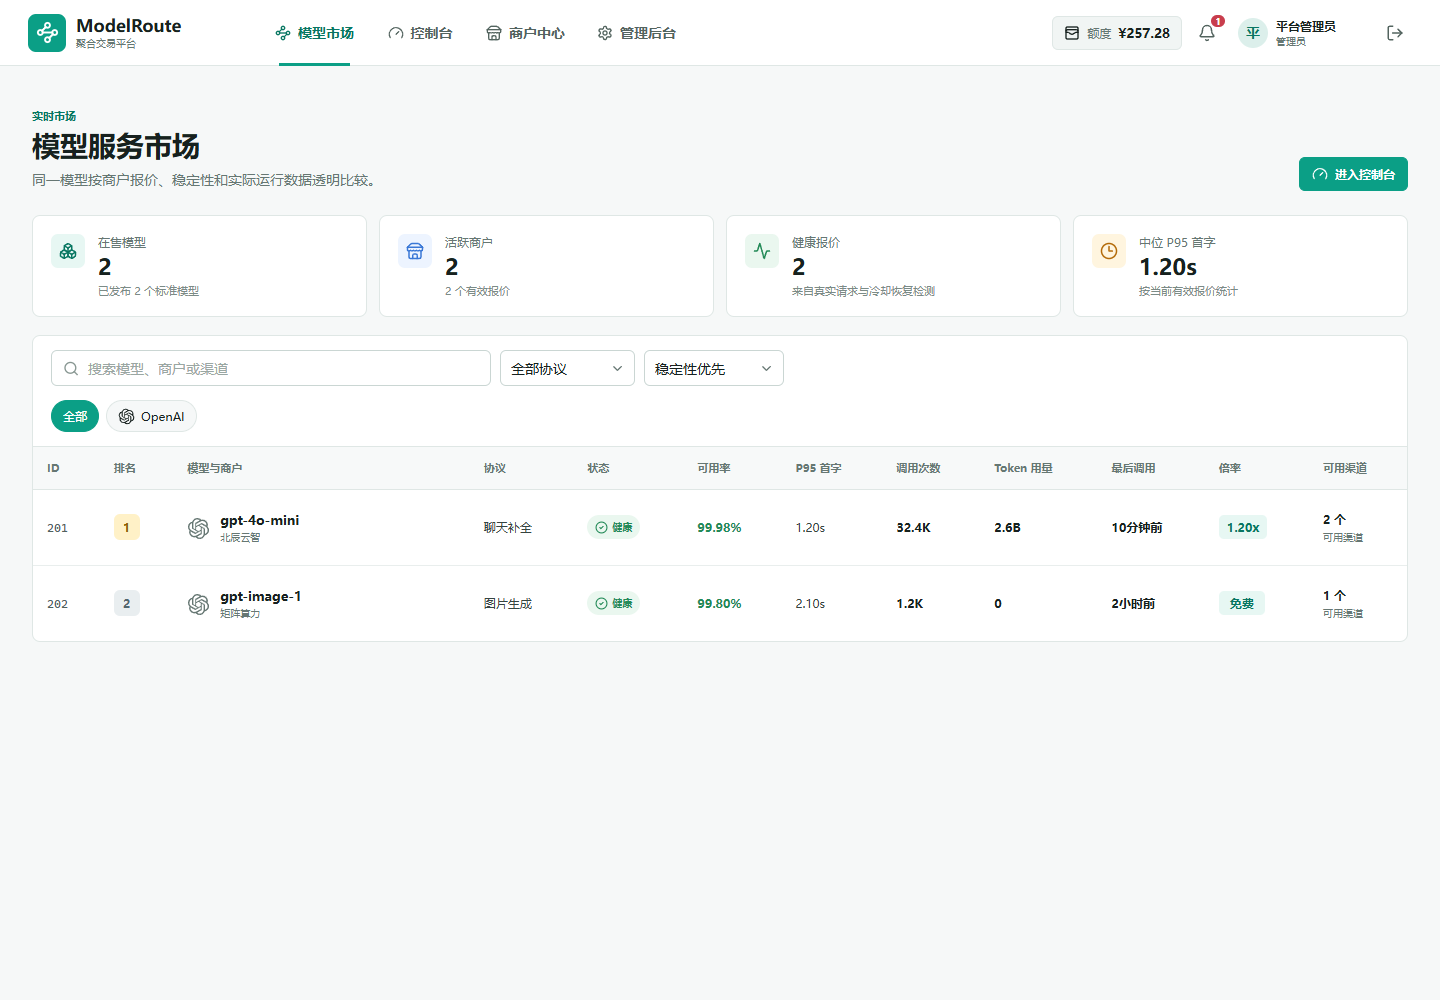 ModelRoute
聚合交易平台
模型市场
控制台
商户中心
管理后台
额度 ¥257.28
1
平
平台管理员
管理员
实时市场
模型服务市场
同一模型按商户报价、稳定性和实际运行数据透明比较。
进入控制台
在售模型
2
已发布 2 个标准模型
活跃商户
2
2 个有效报价
健康报价
2
来自真实请求与冷却恢复检测
中位 P95 首字
1.20s
按当前有效报价统计
搜索模型、商户或渠道
全部协议
稳定性优先
全部
OpenAI
ID 排名 模型与商户 协议 状态 可用率 P95 首字 调用次数 Token 用量 最后调用 倍率 可用渠道
201 1 gpt-4o-mini 聊天补全 健康 99.98% 1.20s 32.4K 2.6B 10分钟前 1.20x 2 个
北辰云智 可用渠道
202 2 gpt-image-1 图片生成 健康 99.80% 2.10s 1.2K 0 2小时前 免费 1 个
矩阵算力 可用渠道